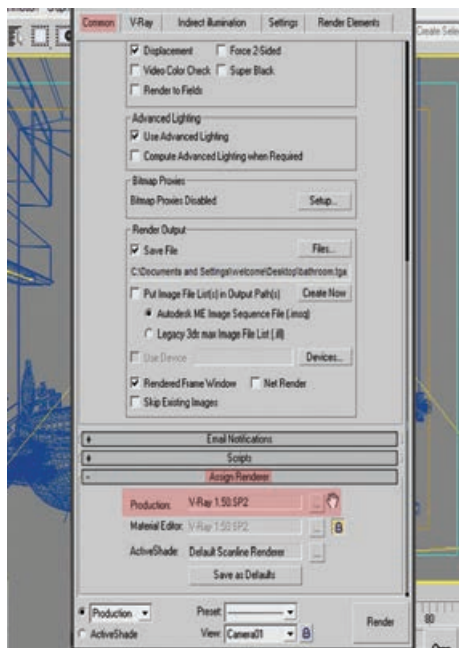 Create Sele
Common V-Ray Indirect illumination Settings Render Elements
Displacement Force 2-Sided
Video Color Check Super Black
Render to Fields
Advanced Lighting
Use Advanced Lighting
Compute Advanced Lighting when Required
Bitmap Proxies
Bitmap Proxies Disabled Setup...
Render Output
Save File Files...
C:\Documents and Settings\welcome\Desktop\bathroom.tga
Put Image File List(s) in Output Path(s) Create Now
Autodesk ME Image Sequence File (.imsq)
Legacy 3ds max Image File List (.ifl)
Use Device Devices...
Rendered Frame Window Net Render
Skip Existing Images
+ Email Notifications
+ Scripts
- Assign Renderer
Production: V-Ray 1.50.SP2 ...
Material Editor: V-Ray 1.50.SP2 ...
ActiveShade: Default Scanline Renderer ...
Save as Defaults
Production Preset: Render
ActiveShade View: Camera01
80